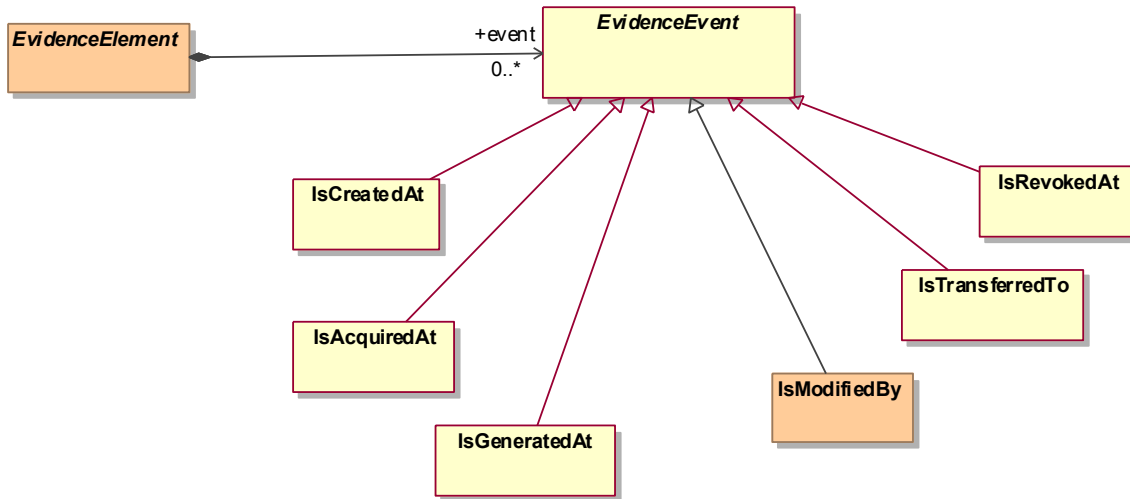 EvidenceElement
+event
0..*
EvidenceEvent
IsCreatedAt
IsRevokedAt
IsTransferredTo
IsAcquiredAt
IsModifiedBy
IsGeneratedAt